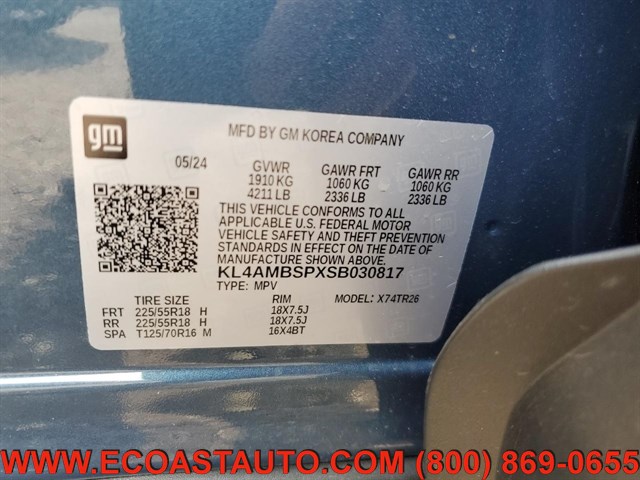 gm
MFD BY GM KOREA COMPANY
05/24 GVWR GAWR FRT GAWR RR
1910 KG 1060 KG 1060 KG
4211 LB 2336 LB 2336 LB
THIS VEHICLE CONFORMS TO ALL
APPLICABLE U.S. FEDERAL MOTOR
VEHICLE SAFETY AND THEFT PREVENTION
STANDARDS IN EFFECT ON THE DATE OF
MANUFACTURE SHOWN ABOVE.
KL4AMBSPXSB030817
TYPE: MPV MODEL: X74TR26
TIRE SIZE RIM
FRT 225/55R18 H 18X7.5J
RR 225/55R18 H 18X7.5J
SPA T125/70R16 M 16X4BT
WWW.ECOASTAUTO.COM (800) 869-0655